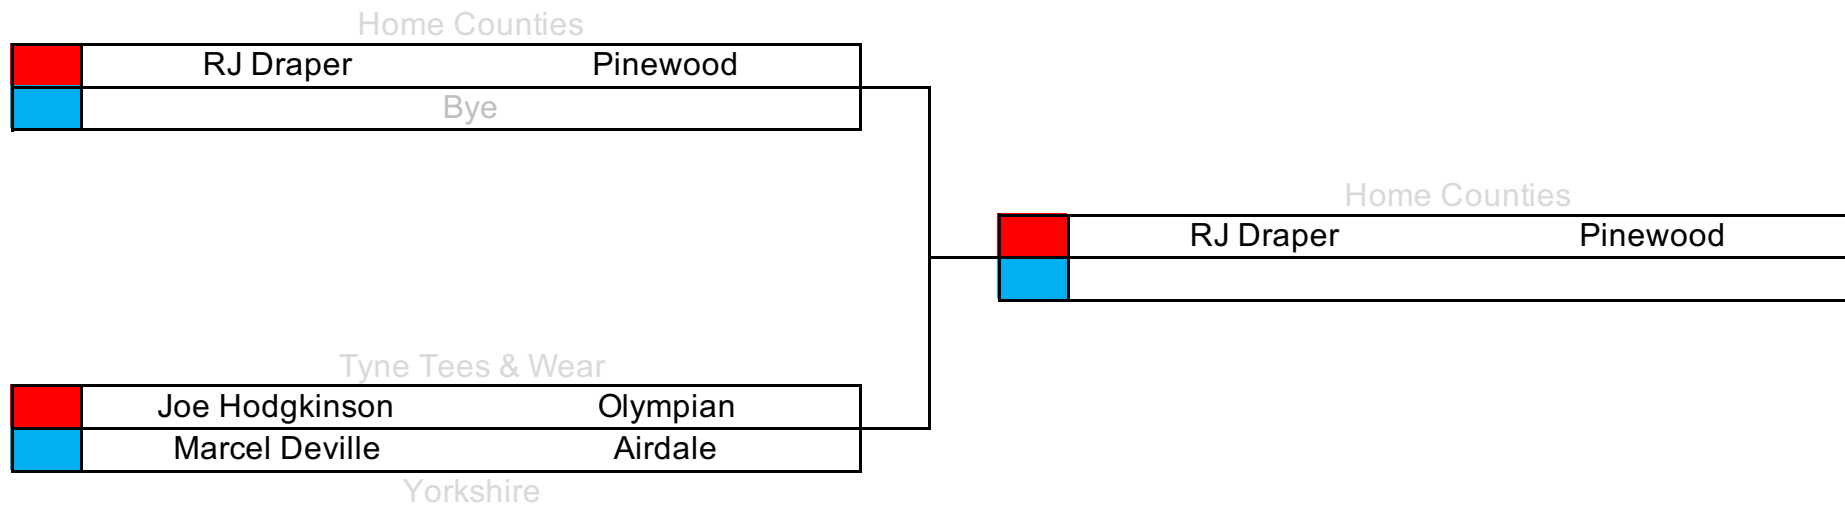 Home Counties
RJ Draper Pinewood
Bye
Home Counties
RJ Draper Pinewood
Tyne Tees & Wear
Joe Hodgkinson Olympian
Marcel Deville Airdale
Yorkshire